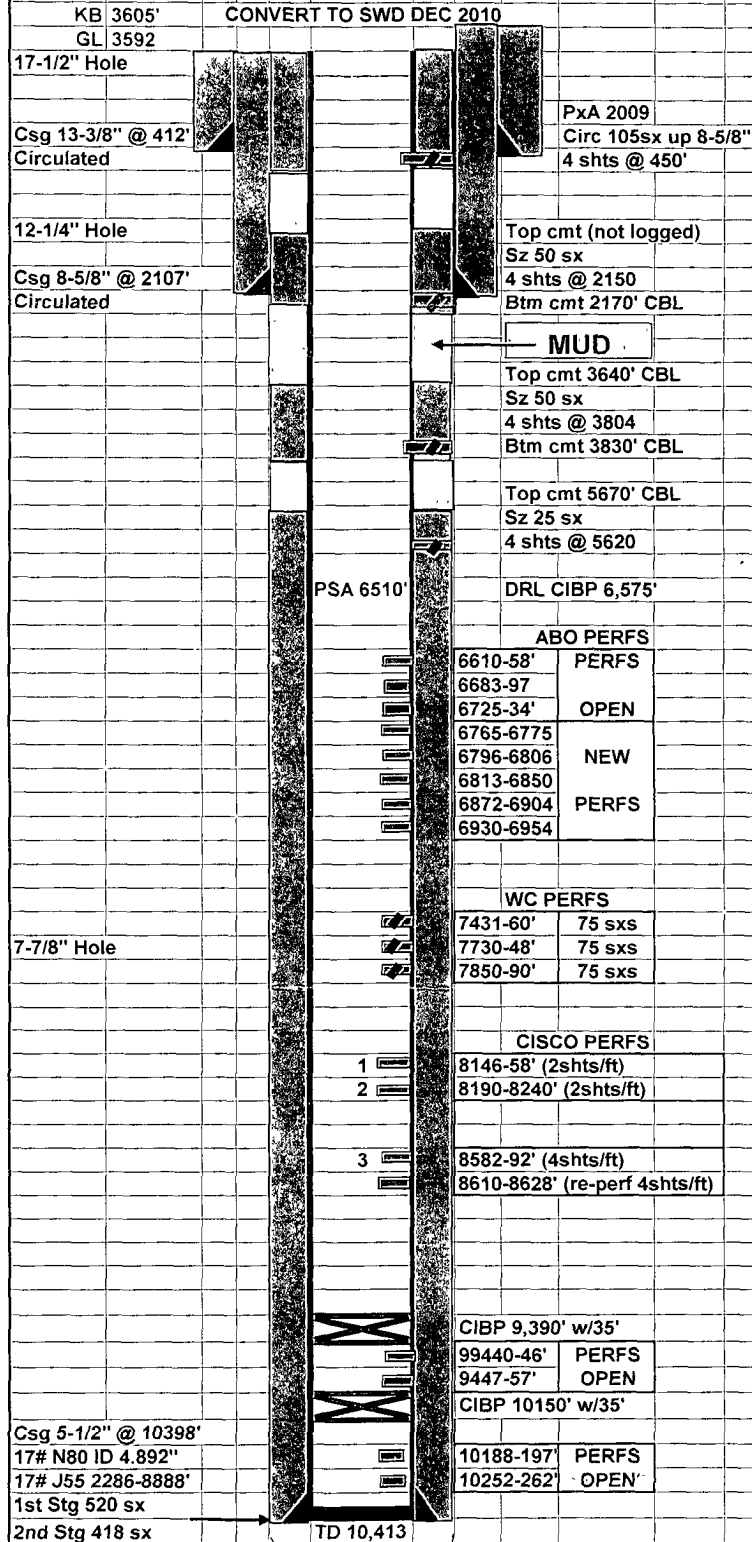 KB 3605' CONVERT TO SWD DEC 2010
GL 3592
17-1/2" Hole
PxA 2009
Csg 13-3/8" @ 412' Circ 105sx up 8-5/8"
Circulated 4 shts @ 450'
12-1/4" Hole Top cmt (not logged)
Sz 50 sx
Csg 8-5/8" @ 2107' 4 shts @ 2150
Circulated Btm cmt 2170' CBL
MUD
Top cmt 3640' CBL
Sz 50 sx
4 shts @ 3804
Btm cmt 3830' CBL
Top cmt 5670' CBL
Sz 25 sx
4 shts @ 5620
PSA 6510' DRL CIBP 6,575'
ABO PERFS
6610-58' PERFS
6683-97
6725-34' OPEN
6765-6775
6796-6806 NEW
6813-6850
6872-6904 PERFS
6930-6954
WC PERFS
7431-60' 75 sxs
7-7/8" Hole 7730-48' 75 sxs
7850-90' 75 sxs
CISCO PERFS
1 8146-58' (2shts/ft)
2 8190-8240' (2shts/ft)
3 8582-92' (4shts/ft)
8610-8628' (re-perf 4shts/ft)
CIBP 9,390' w/35'
99440-46' PERFS
9447-57' OPEN
CIBP 10150' w/35'
Csg 5-1/2" @ 10398'
17# N80 ID 4.892" 10188-197' PERFS
17# J55 2286-8888' 10252-262' OPEN
1st Stg 520 sx
2nd Stg 418 sx TD 10,413